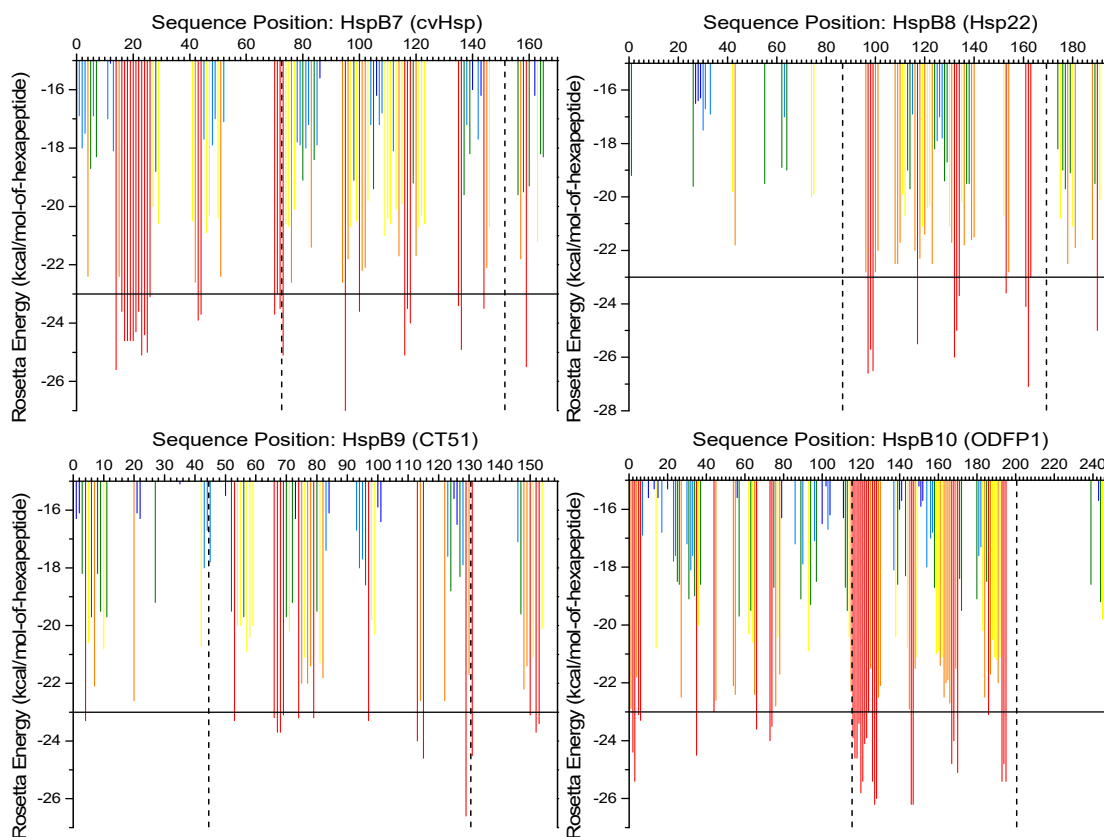 Sequence Position: HspB7 (cvHsp)
0 20 40 60 80 100 120 140 160
Rosetta Energy (kcal/mol-of-hexapeptide)
-16
-18
-20
-22
-24
-26
Sequence Position: HspB8 (Hsp22)
0 20 40 60 80 100 120 140 160 180
Rosetta Energy (kcal/mol-of-hexapeptide)
-16
-18
-20
-22
-24
-26
-28
Sequence Position: HspB9 (CT51)
0 10 20 30 40 50 60 70 80 90 100 110 120 130 140 150
Rosetta Energy (kcal/mol-of-hexapeptide)
-16
-18
-20
-22
-24
-26
Sequence Position: HspB10 (ODFP1)
0 20 40 60 80 100 120 140 160 180 200 220 240
Rosetta Energy (kcal/mol-of-hexapeptide)
-16
-18
-20
-22
-24
-26